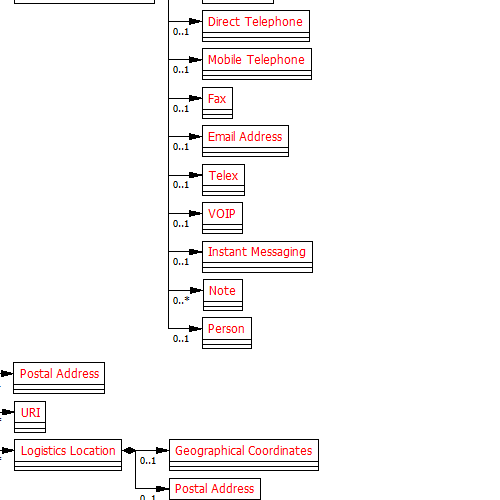 Direct Telephone
0..1
Mobile Telephone
0..1
Fax
0..1
Email Address
0..1
Telex
0..1
VOIP
0..1
Instant Messaging
0..1
Note
0..*
Person
0..1
Postal Address
URI
Logistics Location
Geographical Coordinates
0..1
Postal Address
0..1